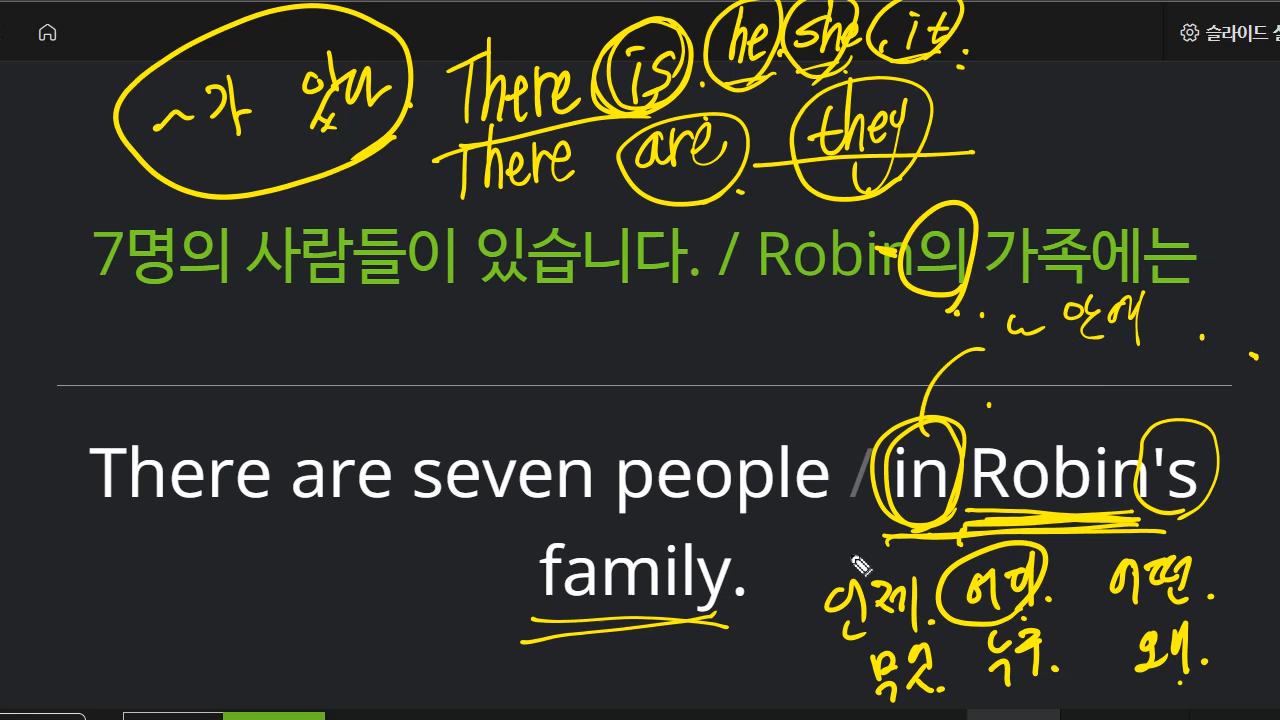 슬라이드
~가 있다 There is. he. she. it.
There are. they
7명의 사람들이 있습니다. / Robin의 가족에는
~ 안에
There are seven people / in Robin's
family.
언제. 어디. 어떤.
무엇. 누구. 왜.